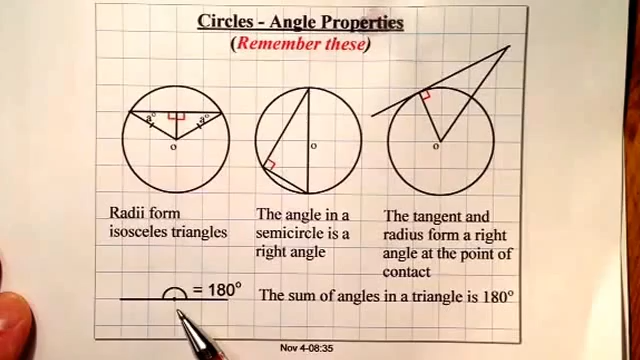 Circles - Angle Properties
(Remember these)
a° a°
o
o
o
Radii form
isosceles triangles
The angle in a
semicircle is a
right angle
The tangent and
radius form a right
angle at the point of
contact
= 180°
The sum of angles in a triangle is 180°
Nov 4-08:35